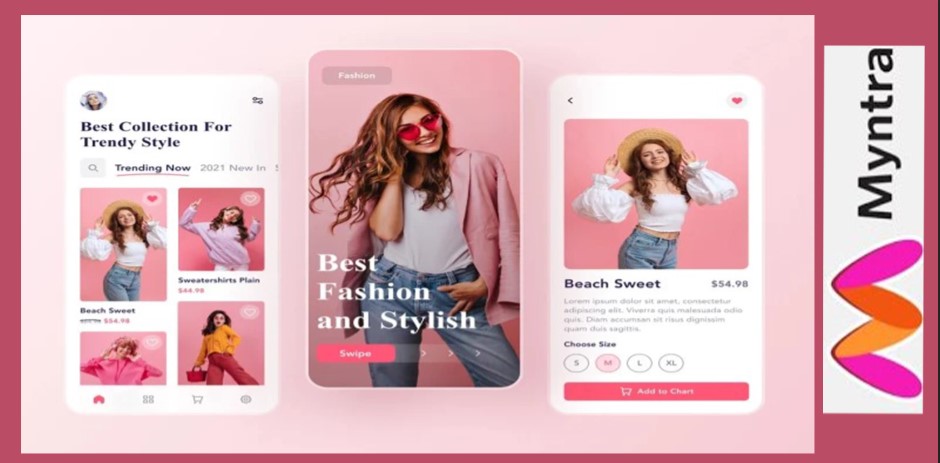 Best Collection For
Trendy Style
Trending Now 2021 New In
Beach Sweet
$54.98
Sweatershirts Plain
$44.98
Fashion
Best
Fashion
and Stylish
Swipe
Beach Sweet $54.98
Lorem ipsum dolor sit amet, consectetur
adipiscing elit. Viverra quis malesuada odio
quis. Diam accumsan sit risus dignissim
quam duis sagittis.
Choose Size
S M L XL
Add to Chart
Myntra